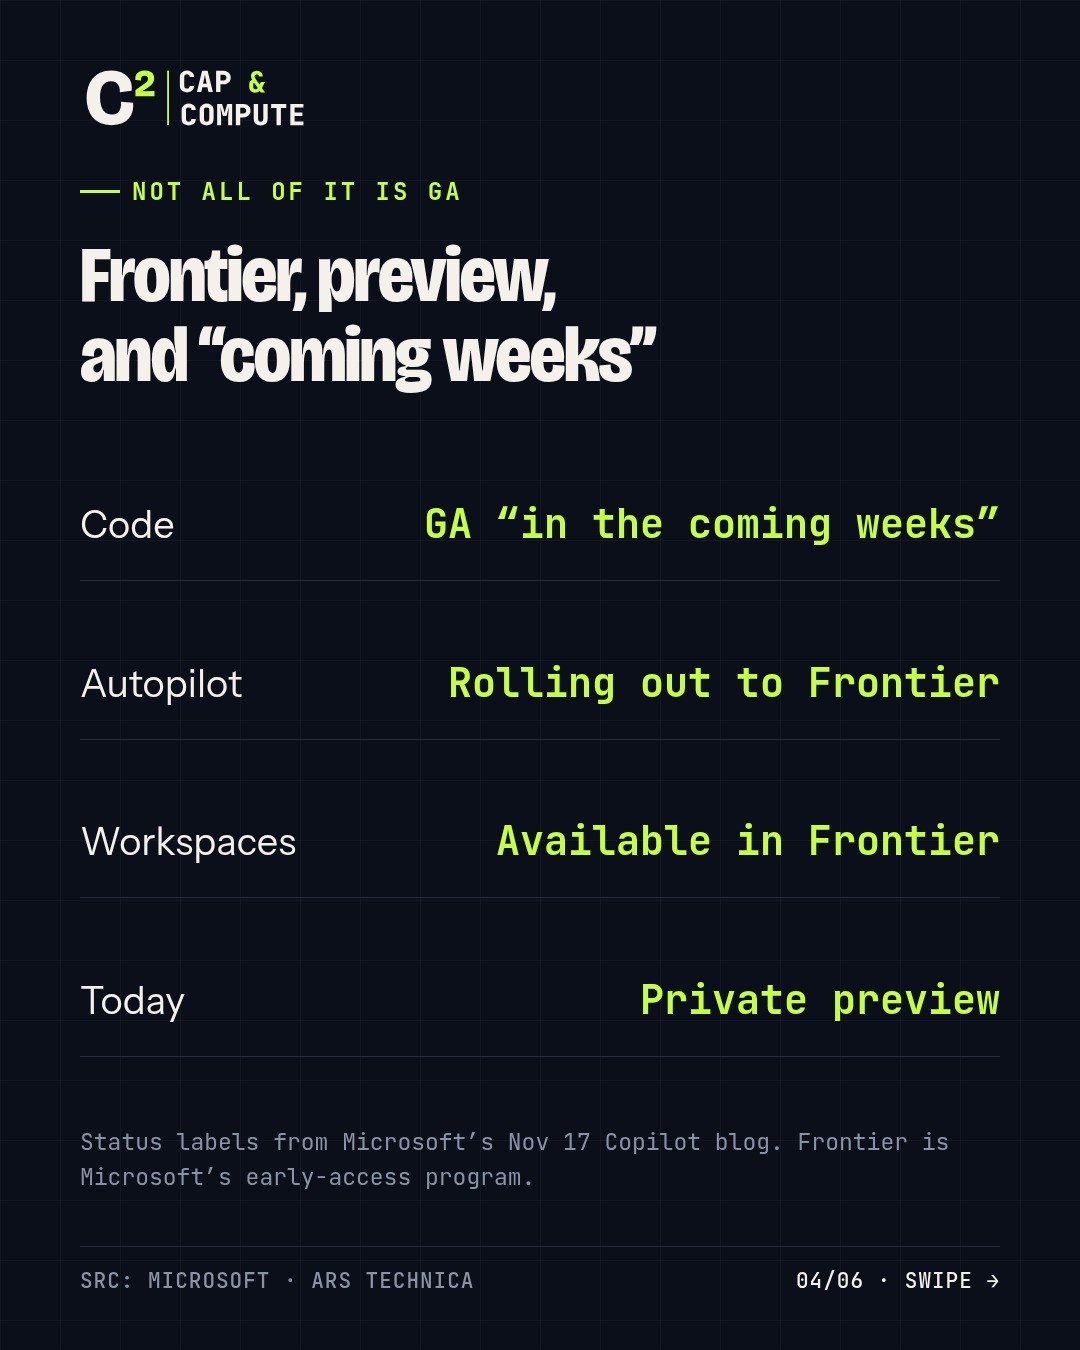 C² CAP &
COMPUTE
NOT ALL OF IT IS GA
Frontier, preview,
and “coming weeks”
Code GA “in the coming weeks”
Autopilot Rolling out to Frontier
Workspaces Available in Frontier
Today Private preview
Status labels from Microsoft’s Nov 17 Copilot blog. Frontier is
Microsoft’s early-access program.
SRC: MICROSOFT · ARS TECHNICA 04/06 · SWIPE →